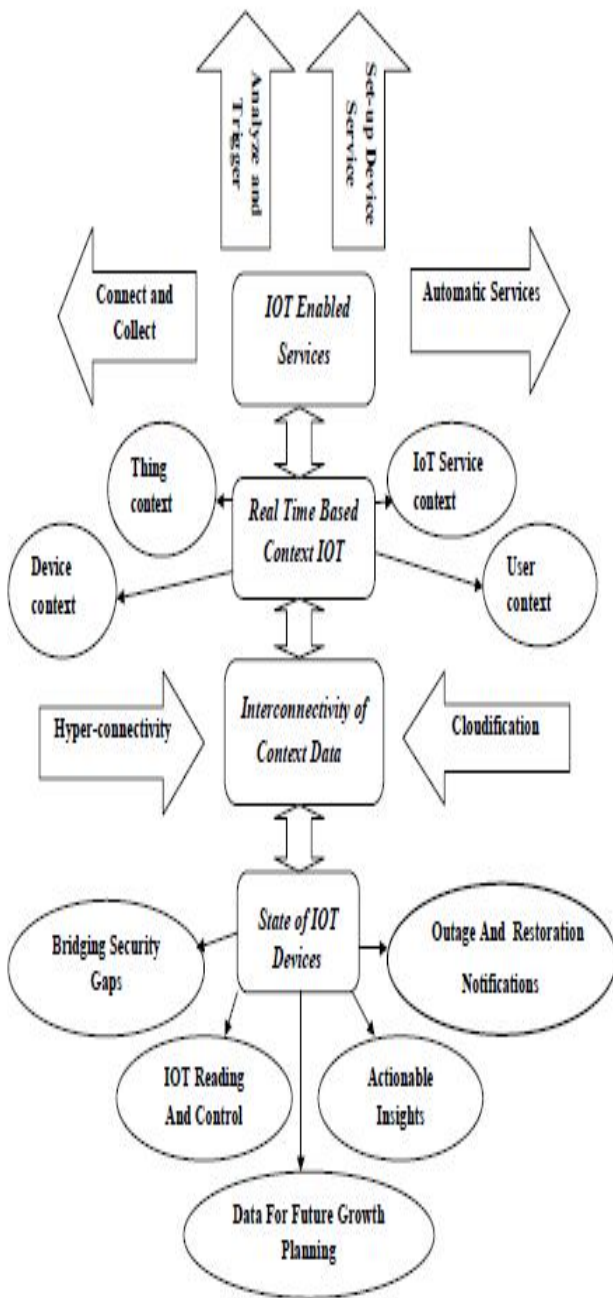 Analyze and
Trigger
Set-up Device
Service
Connect and
Collect
IOT Enabled
Services
Automatic Services
Thing
context
Real Time Based
Context IOT
IoT Service
context
Device
context
User
context
Hyper-connectivity
Interconnectivity of
Context Data
Cloudification
State of IOT
Devices
Bridging Security
Gaps
Outage And Restoration
Notifications
IOT Reading
And Control
Actionable
Insights
Data For Future Growth
Planning